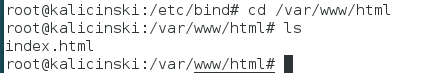 root@kalicinski:/etc/bind# cd /var/www/html
root@kalicinski:/var/www/html# ls
index.html
root@kalicinski:/var/www/html#